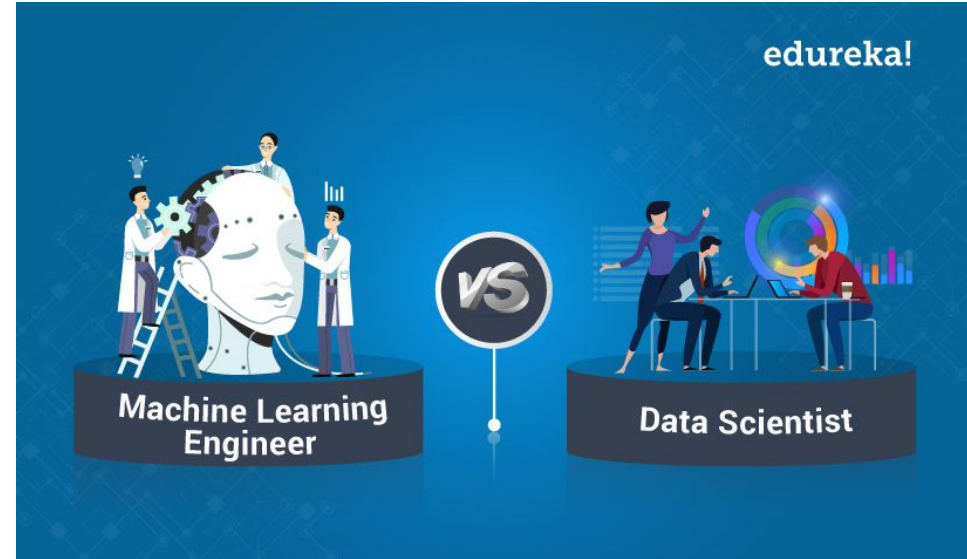 edureka!
Machine Learning
Engineer
VS
Data Scientist